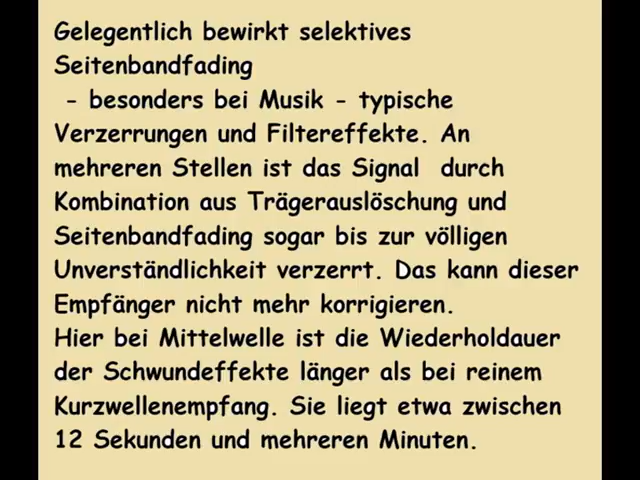 Gelegentlich bewirkt selektives
Seitenbandfading
- besonders bei Musik - typische
Verzerrungen und Filtereffekte. An
mehreren Stellen ist das Signal durch
Kombination aus Trägerauslöschung und
Seitenbandfading sogar bis zur völligen
Unverständlichkeit verzerrt. Das kann dieser
Empfänger nicht mehr korrigieren.
Hier bei Mittelwelle ist die Wiederholdauer
der Schwundeffekte länger als bei reinem
Kurzwellenempfang. Sie liegt etwa zwischen
12 Sekunden und mehreren Minuten.